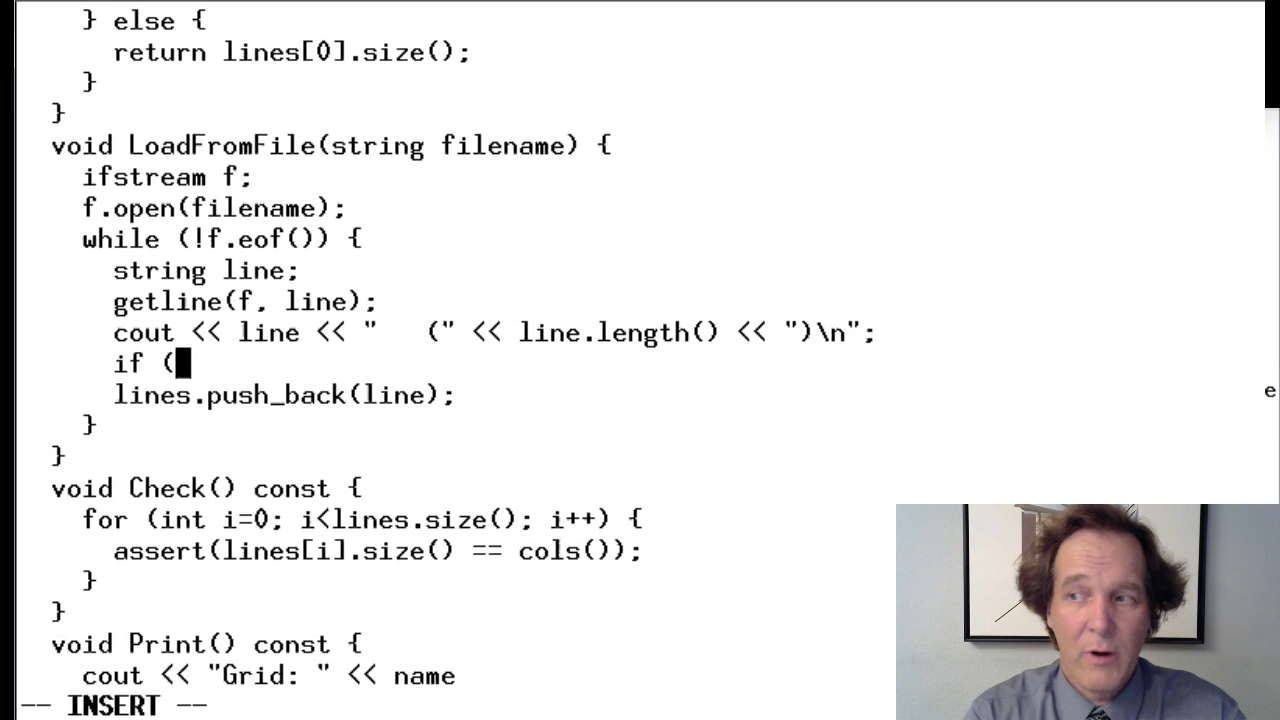 } else {
return lines[0].size();
}
}
void LoadFromFile(string filename) {
ifstream f;
f.open(filename);
while (!f.eof()) {
string line;
getline(f, line);
cout << line << "   (" << line.length() << ")\n";
if (
lines.push_back(line);
}
}
void Check() const {
for (int i=0; i<lines.size(); i++) {
assert(lines[i].size() == cols());
}
}
void Print() const {
cout << "Grid: " << name
-- INSERT --
e